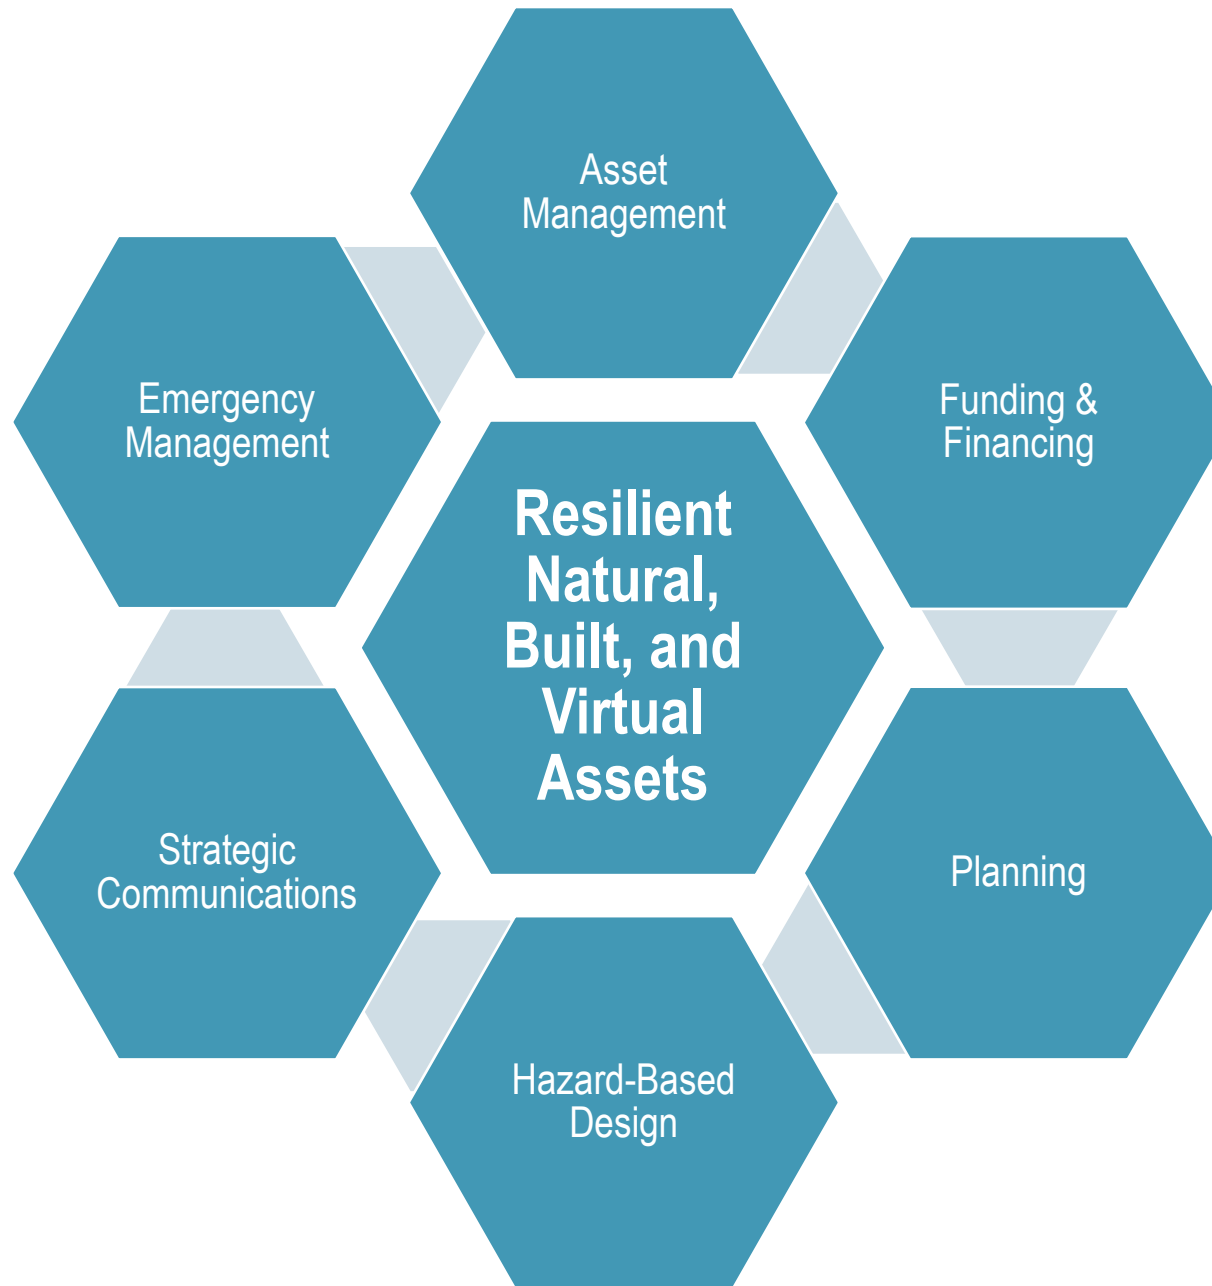 Asset
Management
Emergency
Management
Funding &
Financing
Resilient
Natural,
Built, and
Virtual
Assets
Strategic
Communications
Planning
Hazard-Based
Design